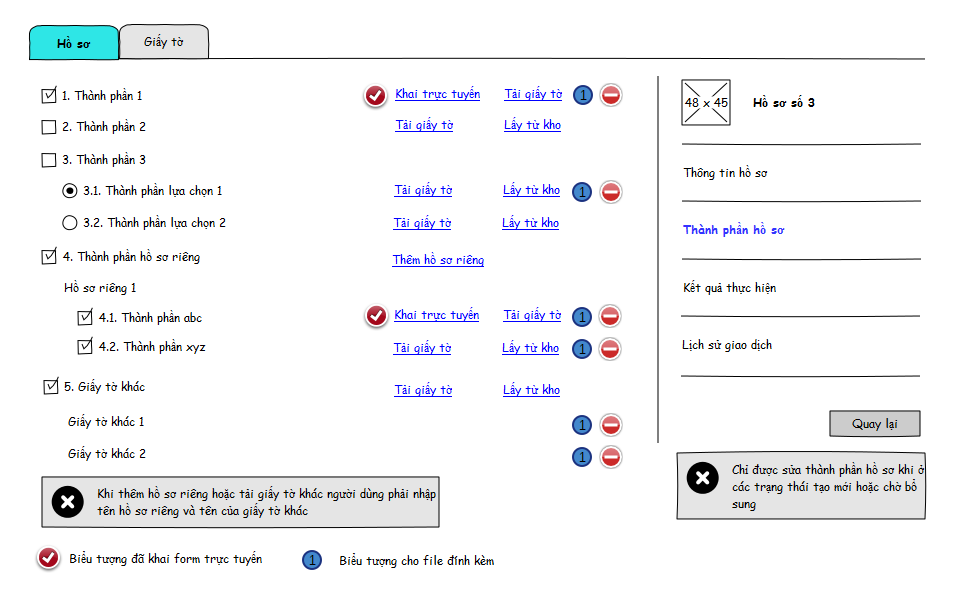 Hồ sơ
Giấy tờ
1. Thành phần 1
Khai trực tuyến
Tải giấy tờ
1
2. Thành phần 2
Tải giấy tờ
Lấy từ kho
3. Thành phần 3
3.1. Thành phần lựa chọn 1
Tải giấy tờ
Lấy từ kho
1
3.2. Thành phần lựa chọn 2
Tải giấy tờ
Lấy từ kho
4. Thành phần hồ sơ riêng
Thêm hồ sơ riêng
Hồ sơ riêng 1
4.1. Thành phần abc
Khai trực tuyến
Tải giấy tờ
1
4.2. Thành phần xyz
Tải giấy tờ
Lấy từ kho
1
5. Giấy tờ khác
Tải giấy tờ
Lấy từ kho
Giấy tờ khác 1
1
Giấy tờ khác 2
1
Khi thêm hồ sơ riêng hoặc tải giấy tờ khác người dùng phải nhập
tên hồ sơ riêng và tên của giấy tờ khác
Biểu tượng đã khai form trực tuyến
1
Biểu tượng cho file đính kèm
48 x 45
Hồ sơ số 3
Thông tin hồ sơ
Thành phần hồ sơ
Kết quả thực hiện
Lịch sử giao dịch
Quay lại
Chỉ được sửa thành phần hồ sơ khi ở
các trạng thái tạo mới hoặc chờ bổ
sung